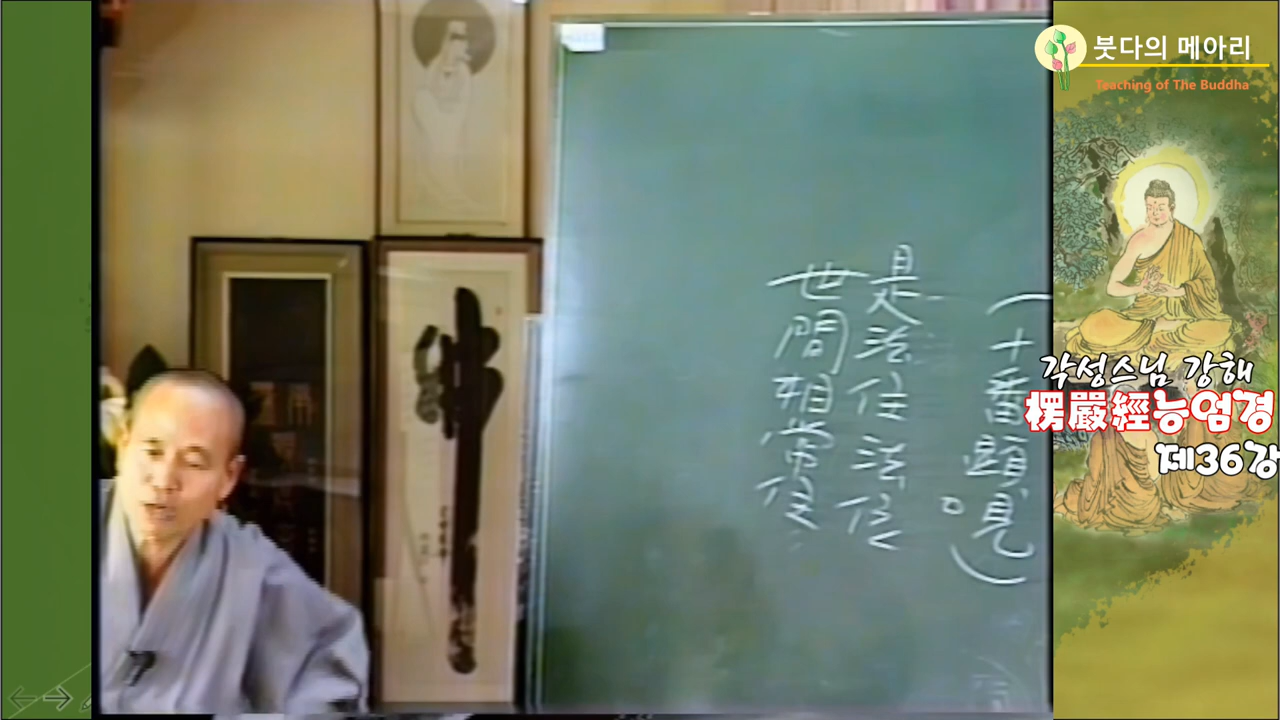 붓다의 메아리
Teaching of The Buddha
각성스님 강해
楞嚴經능엄경
제36강
(十番顯見)
是法住法位
世間相常住